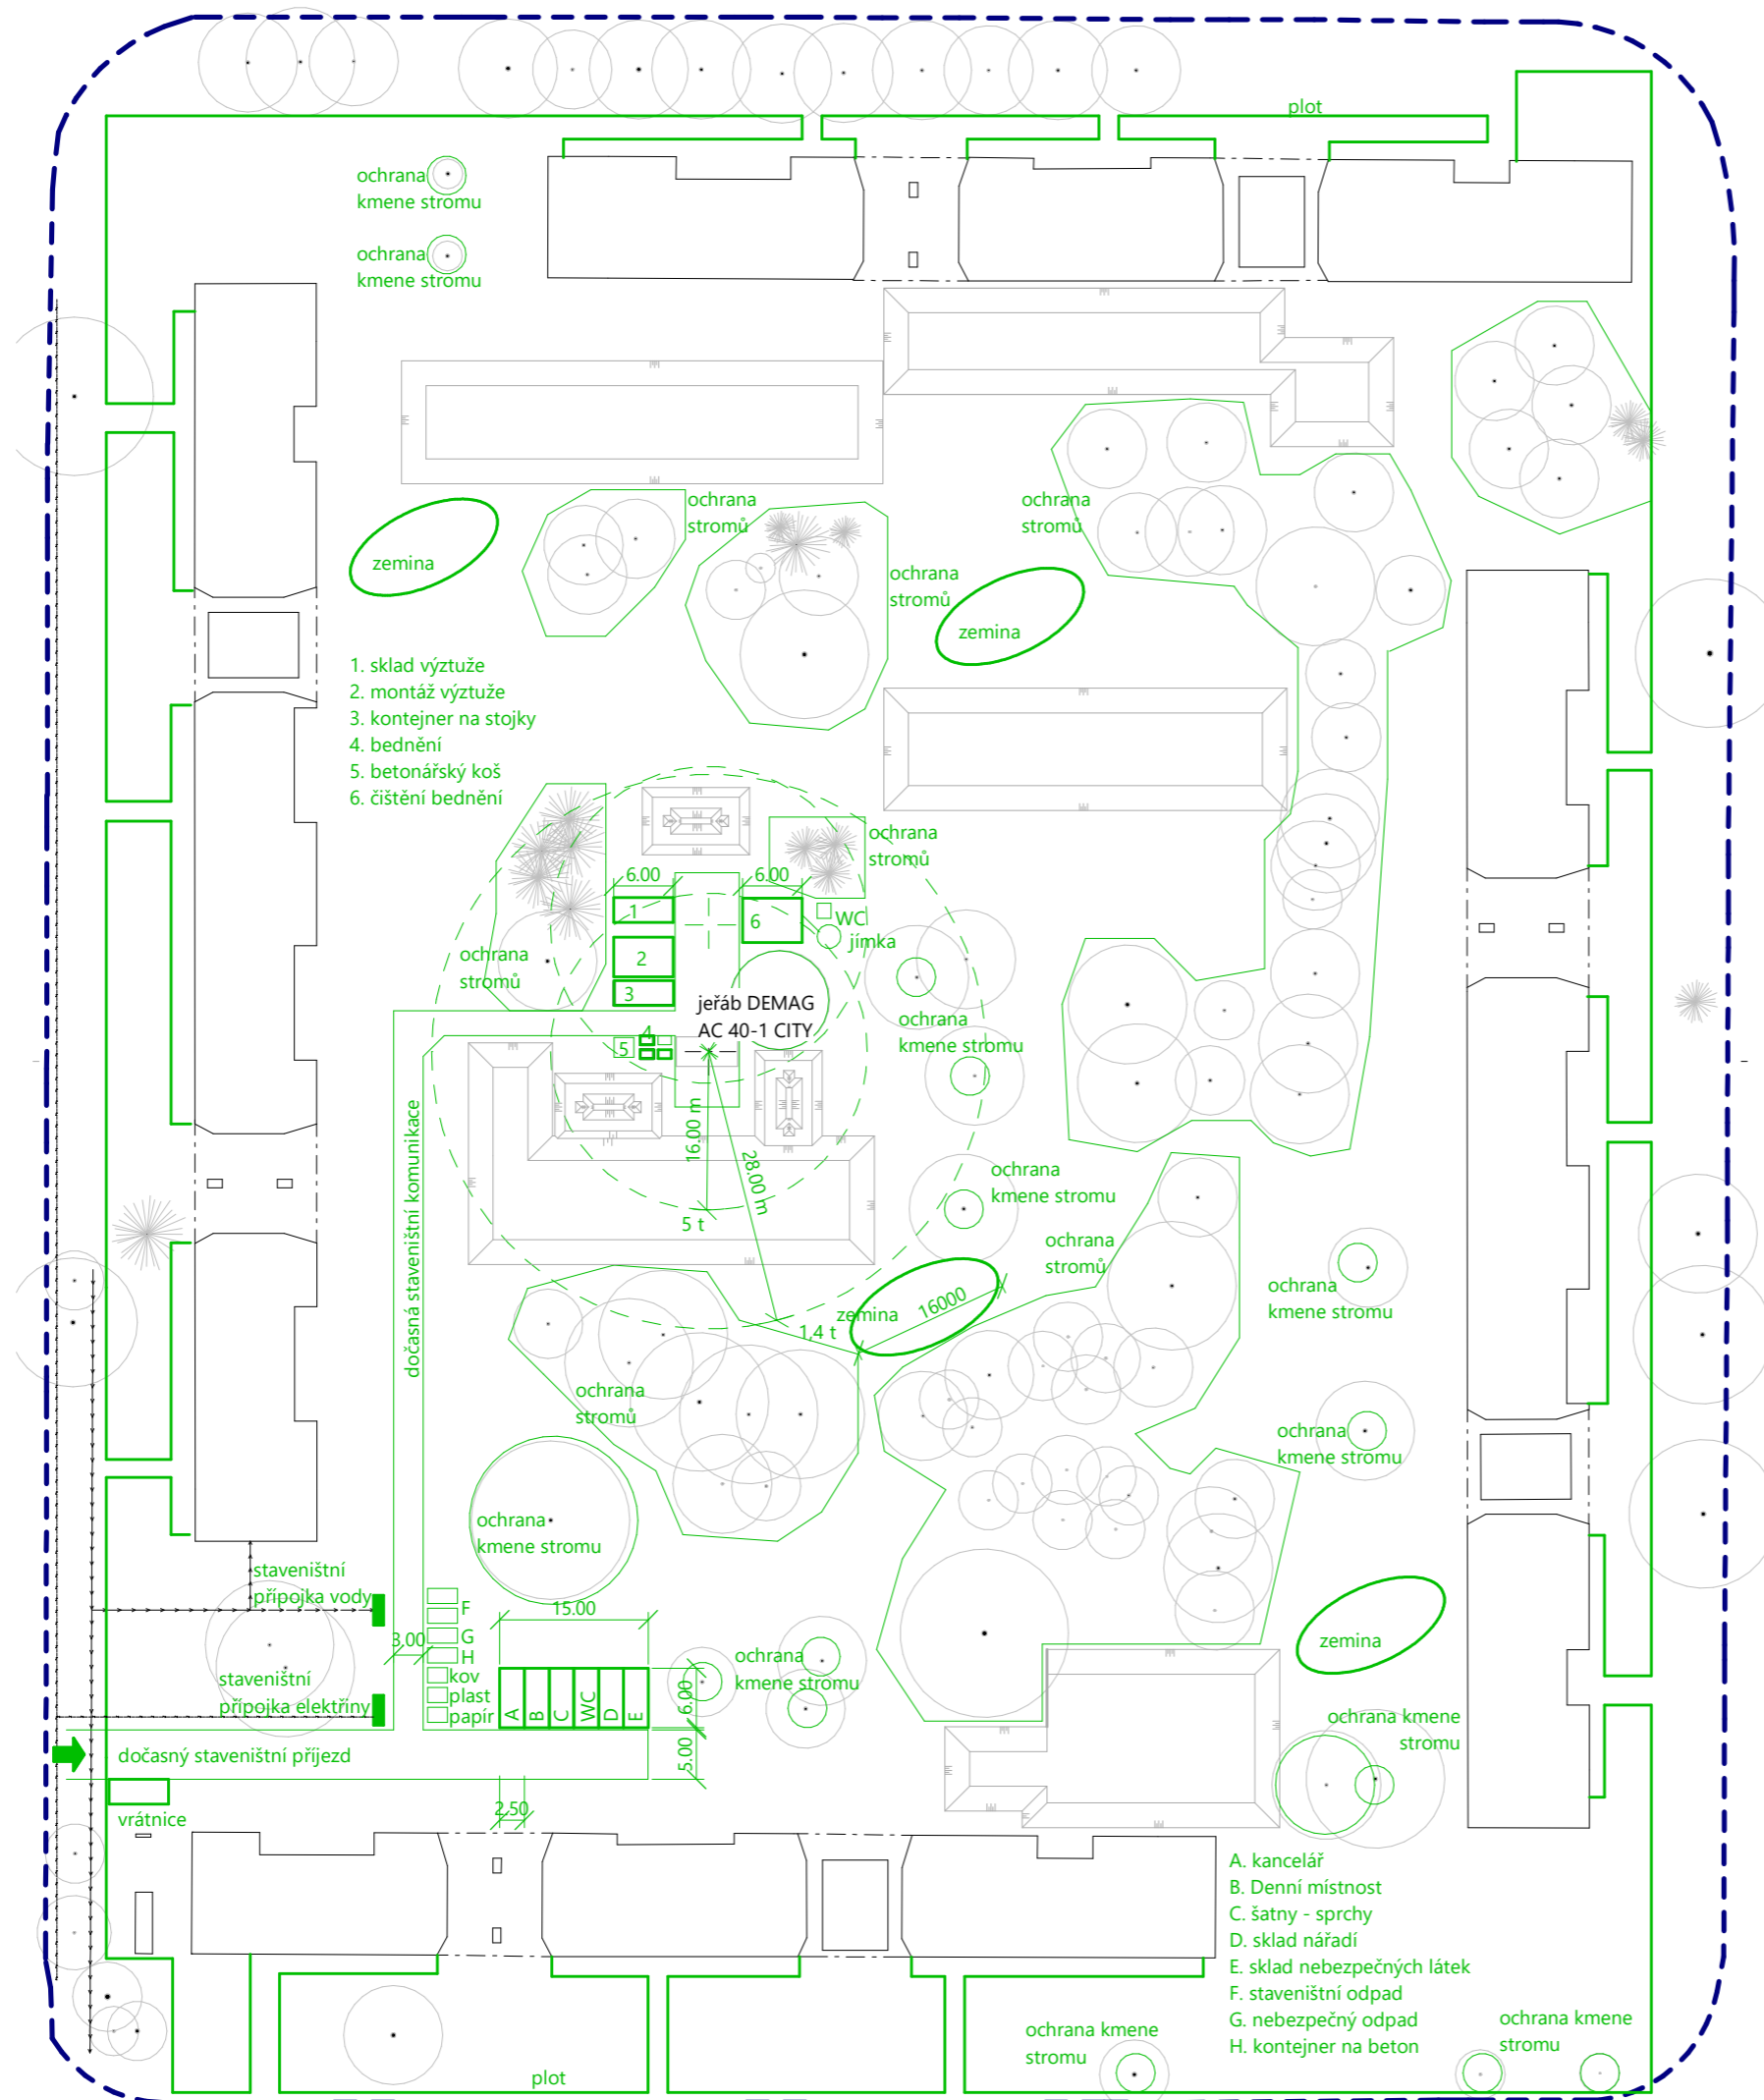 plot
ochrana
kmene stromu
ochrana
kmene stromu
ochrana
stromů
ochrana
stromů
zemina
ochrana
stromů
zemina
1. sklad výztuže
2. montáž výztuže
3. kontejner na stojky
4. bednění
5. betonářský koš
6. čištění bednění
ochrana
stromů
6.00
6.00
1
6
WC
jímka
2
ochrana
stromů
3
jeřáb DEMAG
AC 40-1 CITY
ochrana
kmene stromu
4
5
dočasná staveništní komunikace
16.00 m
28.00 m
5 t
ochrana
kmene stromu
ochrana
stromů
ochrana
kmene stromu
zemina
16000
1,4 t
ochrana
stromů
ochrana
kmene stromu
ochrana
kmene stromu
staveništní
přípojka vody
F
15.00
G
3.00
H
kov
plast
papír
staveništní
přípojka elektřiny
A
B
C
WC
D
E
6.00
5.00
ochrana
kmene stromu
zemina
ochrana kmene
stromu
dočasný staveništní příjezd
vrátnice
2.50
A. kancelář
B. Denní místnost
C. šatny - sprchy
D. sklad nářadí
E. sklad nebezpečných látek
F. staveništní odpad
G. nebezpečný odpad
H. kontejner na beton
ochrana kmene
stromu
ochrana kmene
stromu
plot